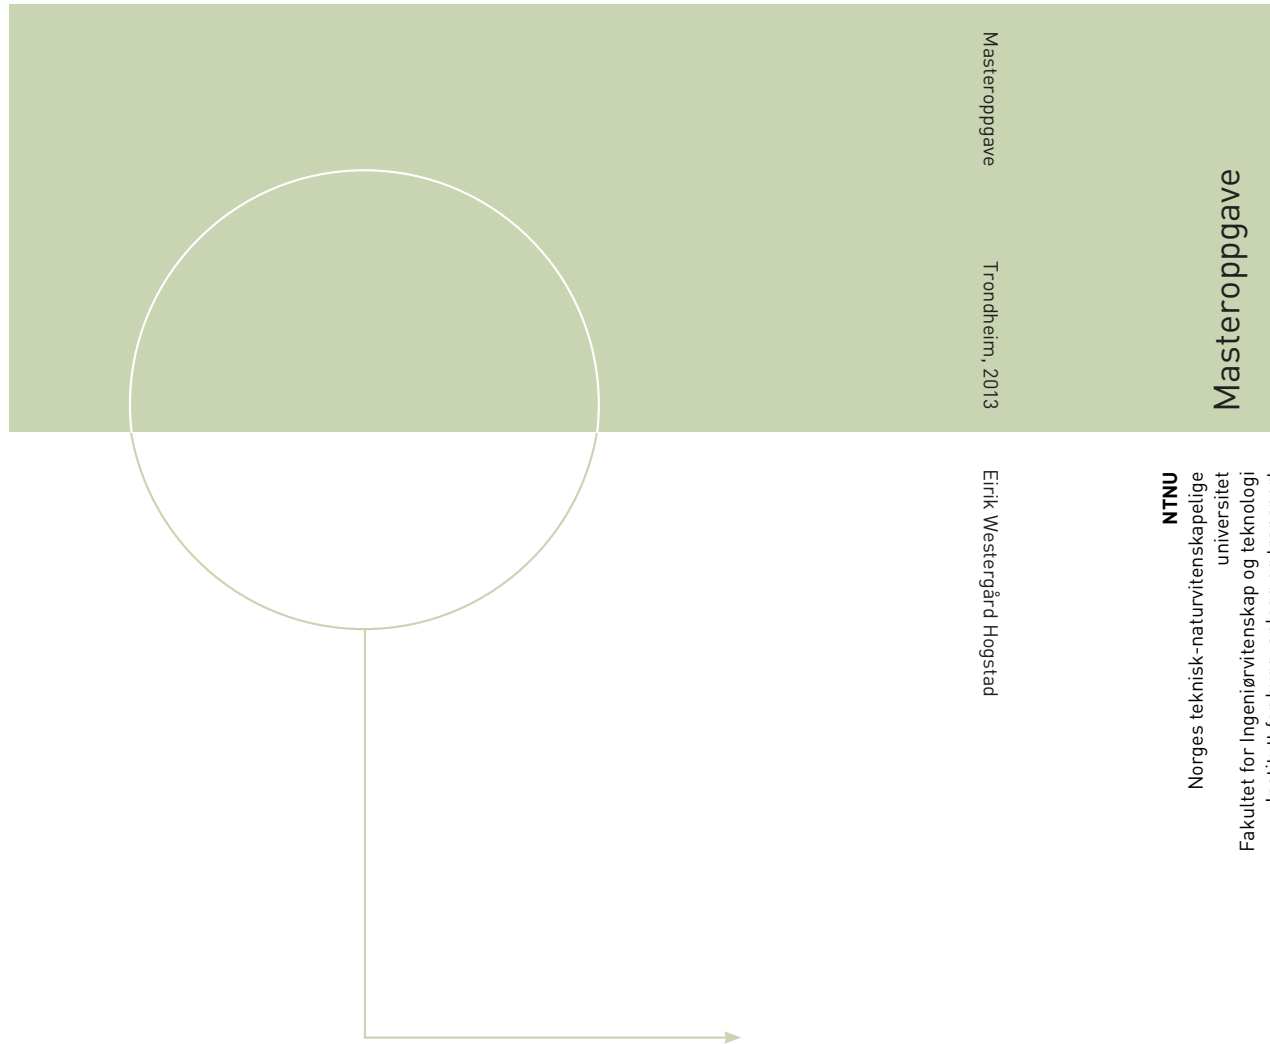 Masteroppgave
Trondheim, 2013
Eirik Westergård Hogstad
Masteroppgave
NTNU
Norges teknisk-naturvitenskapelige
universitet
Fakultet for Ingeniørvitenskap og teknologi